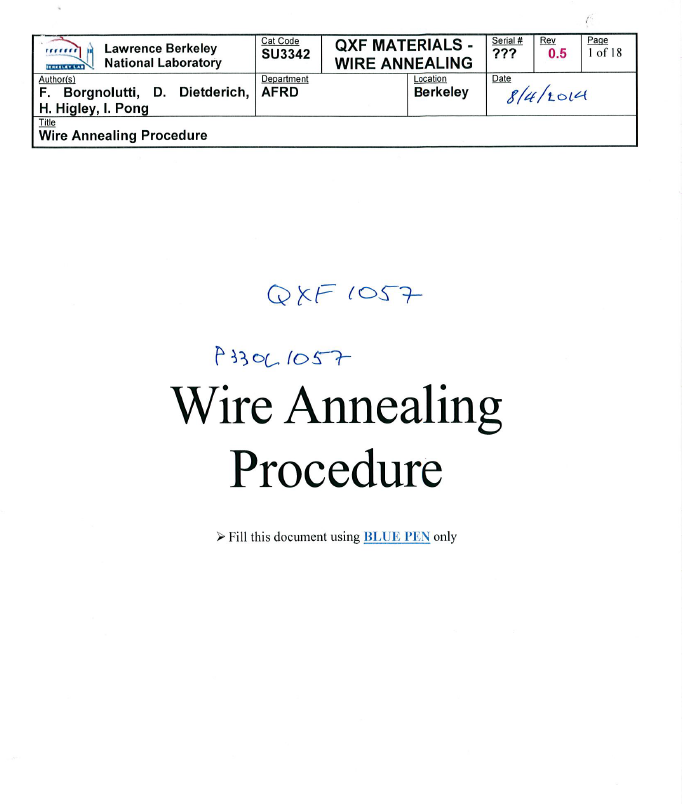 Lawrence Berkeley
National Laboratory
Cat Code
SU3342
QXF MATERIALS -
WIRE ANNEALING
Serial #
???
Rev
0.5
Page
1 of 18
Author(s)
F. Borgnolutti, D. Dietderich,
H. Higley, I. Pong
Department
AFRD
Location
Berkeley
Date
8/4/2014
Title
Wire Annealing Procedure
QXF 1057
P33OL1057
Wire Annealing
Procedure
➢ Fill this document using BLUE PEN only